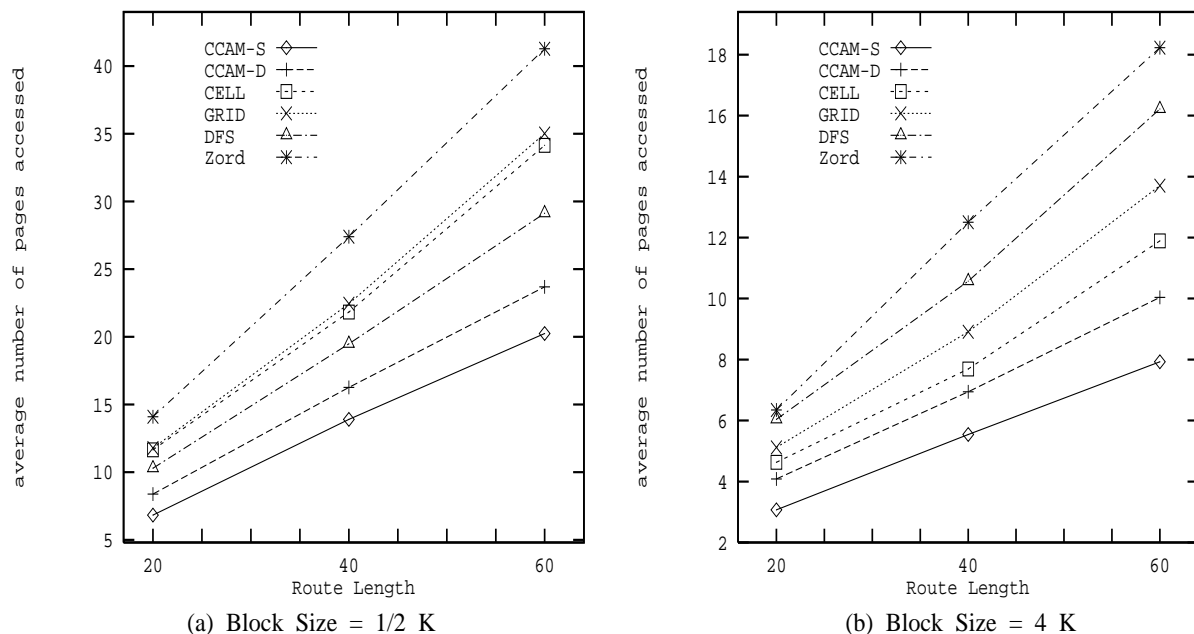 average number of pages accessed
40
35
30
25
20
15
10
5
CCAM-S
CCAM-D
CELL
GRID
DFS
Zord
20
40
60
Route Length
(a) Block Size = 1/2 K
average number of pages accessed
18
16
14
12
10
8
6
4
2
CCAM-S
CCAM-D
CELL
GRID
DFS
Zord
20
40
60
Route Length
(b) Block Size = 4 K